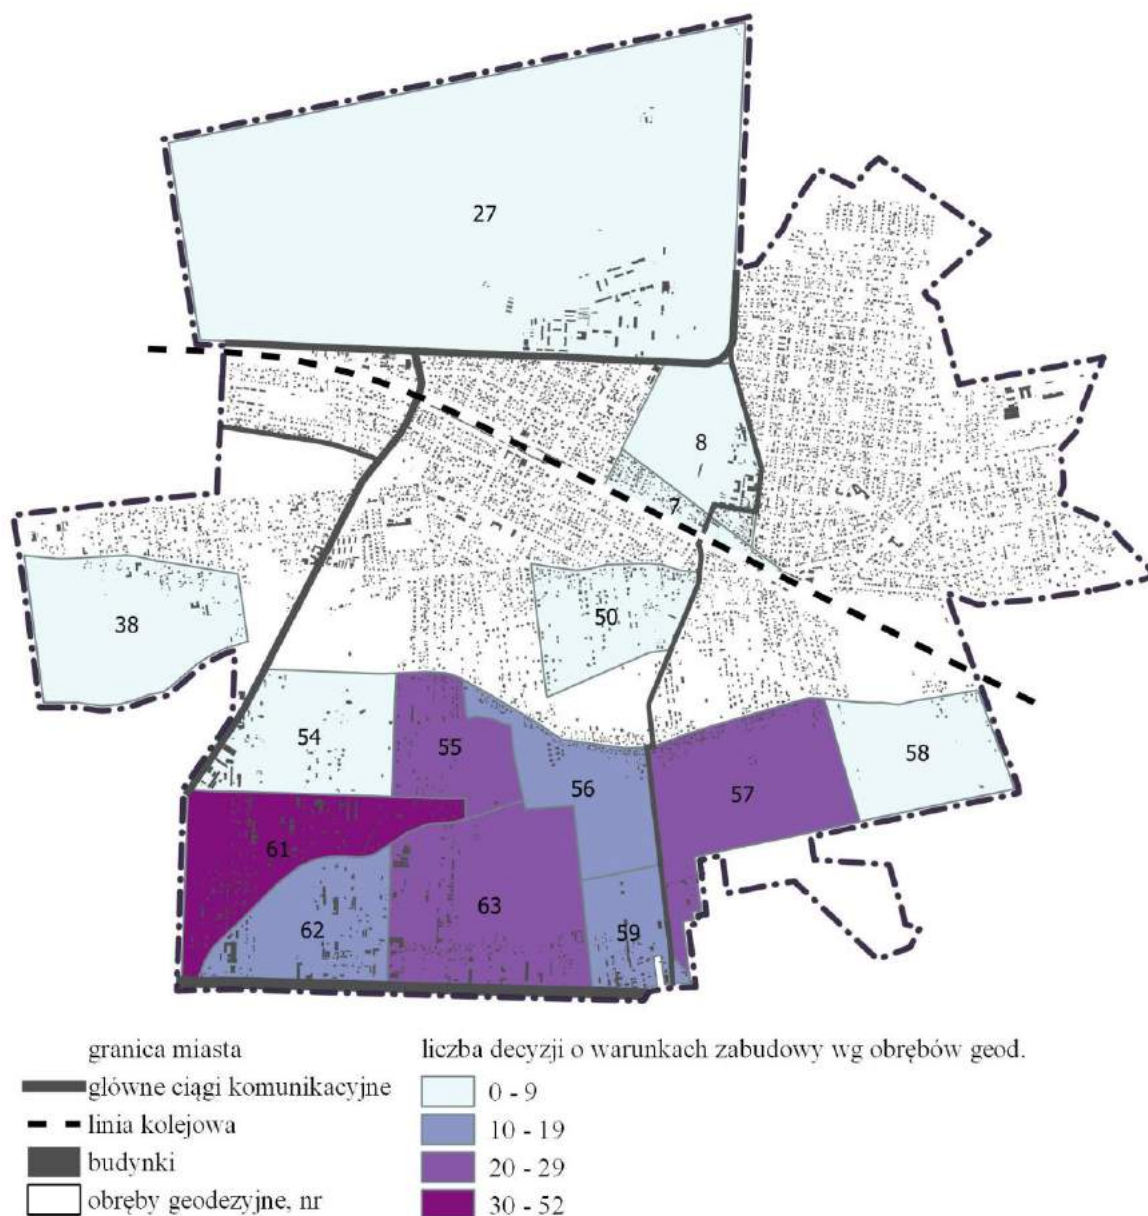 27
8
7
38
50
54
55
56
57
58
61
62
63
59
granica miasta
główne ciągi komunikacyjne
linia kolejowa
budynki
obręby geodezyjne, nr
liczba decyzji o warunkach zabudowy wg obrębów geod.
0 - 9
10 - 19
20 - 29
30 - 52